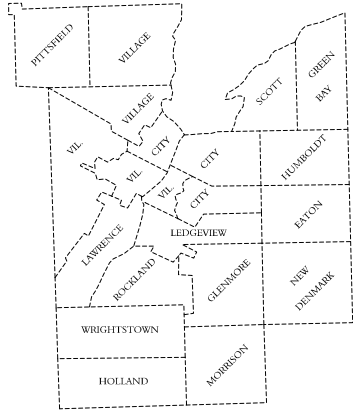 PITTSFIELD
VILLAGE
SCOTT
GREEN
BAY
VILLAGE
VIL.
CITY
CITY
HUMBOLDT
VIL.
VIL.
CITY
EATON
LAWRENCE
LEDGEVIEW
ROCKLAND
GLENMORE
NEW
DENMARK
WRIGHTSTOWN
HOLLAND
MORRISON